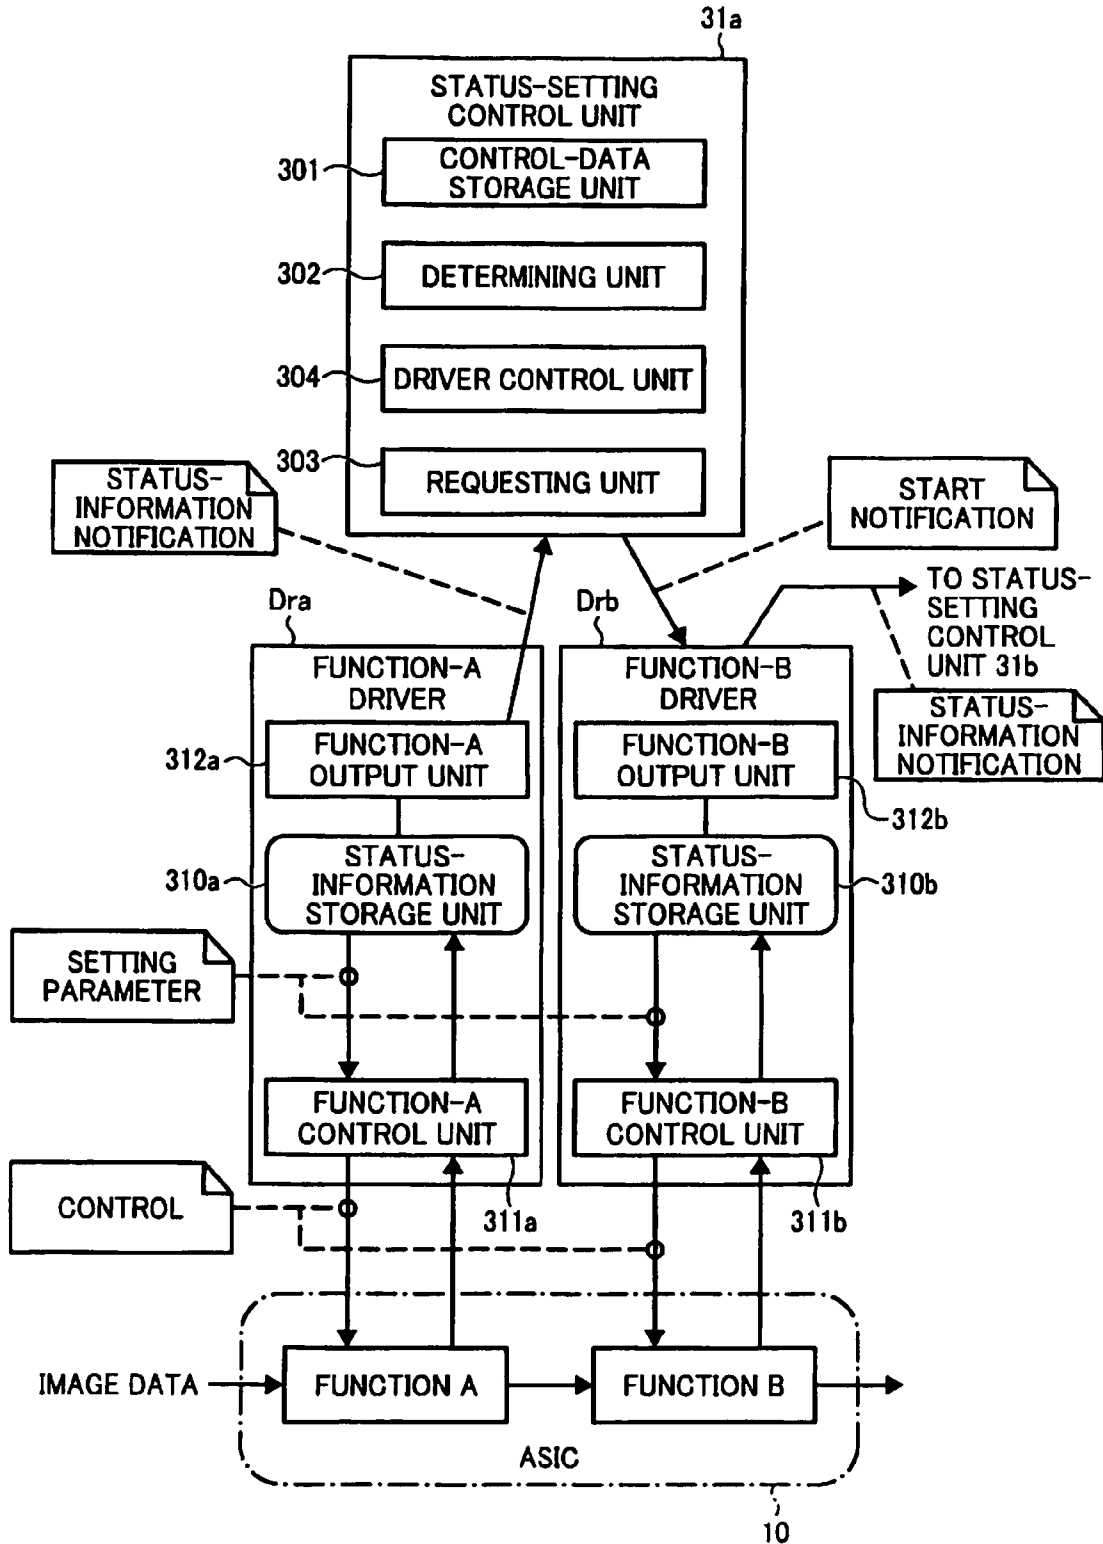 31a
STATUS-SETTING
CONTROL UNIT
301
CONTROL-DATA
STORAGE UNIT
302
DETERMINING UNIT
304
DRIVER CONTROL UNIT
303
REQUESTING UNIT
STATUS-
INFORMATION
NOTIFICATION
START
NOTIFICATION
TO STATUS-
SETTING
CONTROL
UNIT 31b
STATUS-
INFORMATION
NOTIFICATION
Dra
FUNCTION-A
DRIVER
312a
FUNCTION-A
OUTPUT UNIT
310a
STATUS-
INFORMATION
STORAGE UNIT
Drb
FUNCTION-B
DRIVER
FUNCTION-B
OUTPUT UNIT
312b
STATUS-
INFORMATION
STORAGE UNIT
310b
SETTING
PARAMETER
FUNCTION-A
CONTROL UNIT
311a
FUNCTION-B
CONTROL UNIT
311b
CONTROL
IMAGE DATA
FUNCTION A
FUNCTION B
ASIC
10